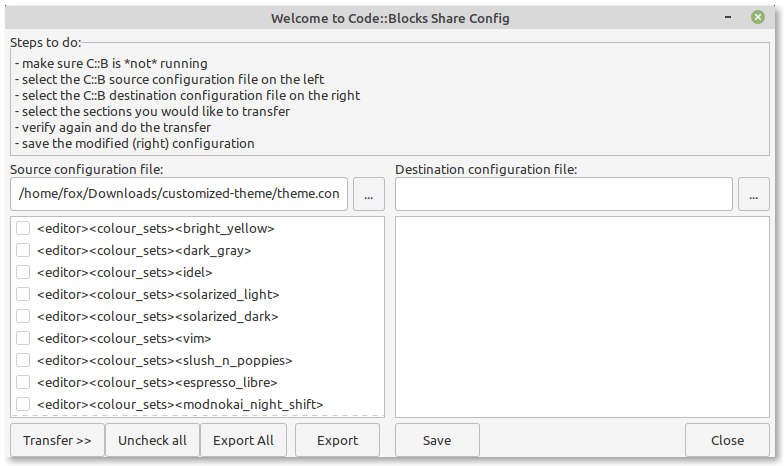 Welcome to Code::Blocks Share Config
Steps to do:
- make sure C::B is *not* running
- select the C::B source configuration file on the left
- select the C::B destination configuration file on the right
- select the sections you would like to transfer
- verify again and do the transfer
- save the modified (right) configuration
Source configuration file:
Destination configuration file:
/home/fox/Downloads/customized-theme/theme.con
...
...
<editor><colour_sets><bright_yellow>
<editor><colour_sets><dark_gray>
<editor><colour_sets><idel>
<editor><colour_sets><solarized_light>
<editor><colour_sets><solarized_dark>
<editor><colour_sets><vim>
<editor><colour_sets><slush_n_poppies>
<editor><colour_sets><espresso_libre>
<editor><colour_sets><modnokai_night_shift>
Transfer >>
Uncheck all
Export All
Export
Save
Close